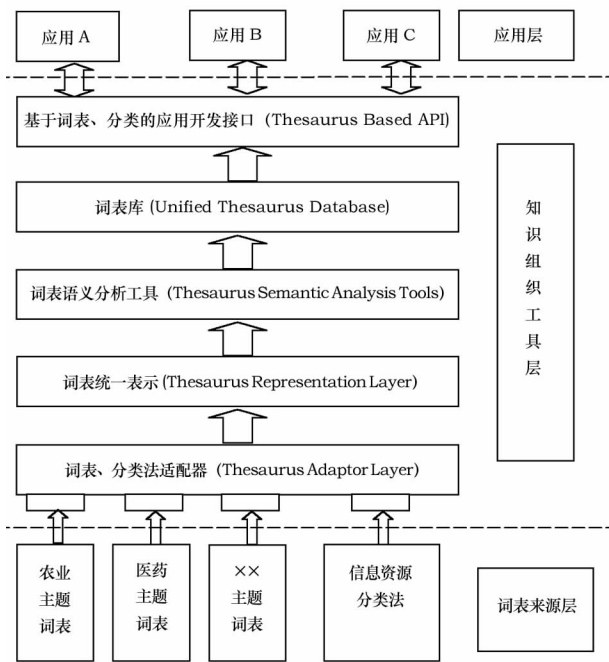 应用 A
应用 B
应用 C
应用层
基于词表、分类的应用开发接口 (Thesaurus Based API)
词表库 (Unified Thesaurus Database)
词表语义分析工具 (Thesaurus Semantic Analysis Tools)
词表统一表示 (Thesaurus Representation Layer)
词表、分类法适配器 (Thesaurus Adaptor Layer)
知
识
组
织
工
具
层
农业
主题
词表
医药
主题
词表
××
主题
词表
信息资源
分类法
词表来源层